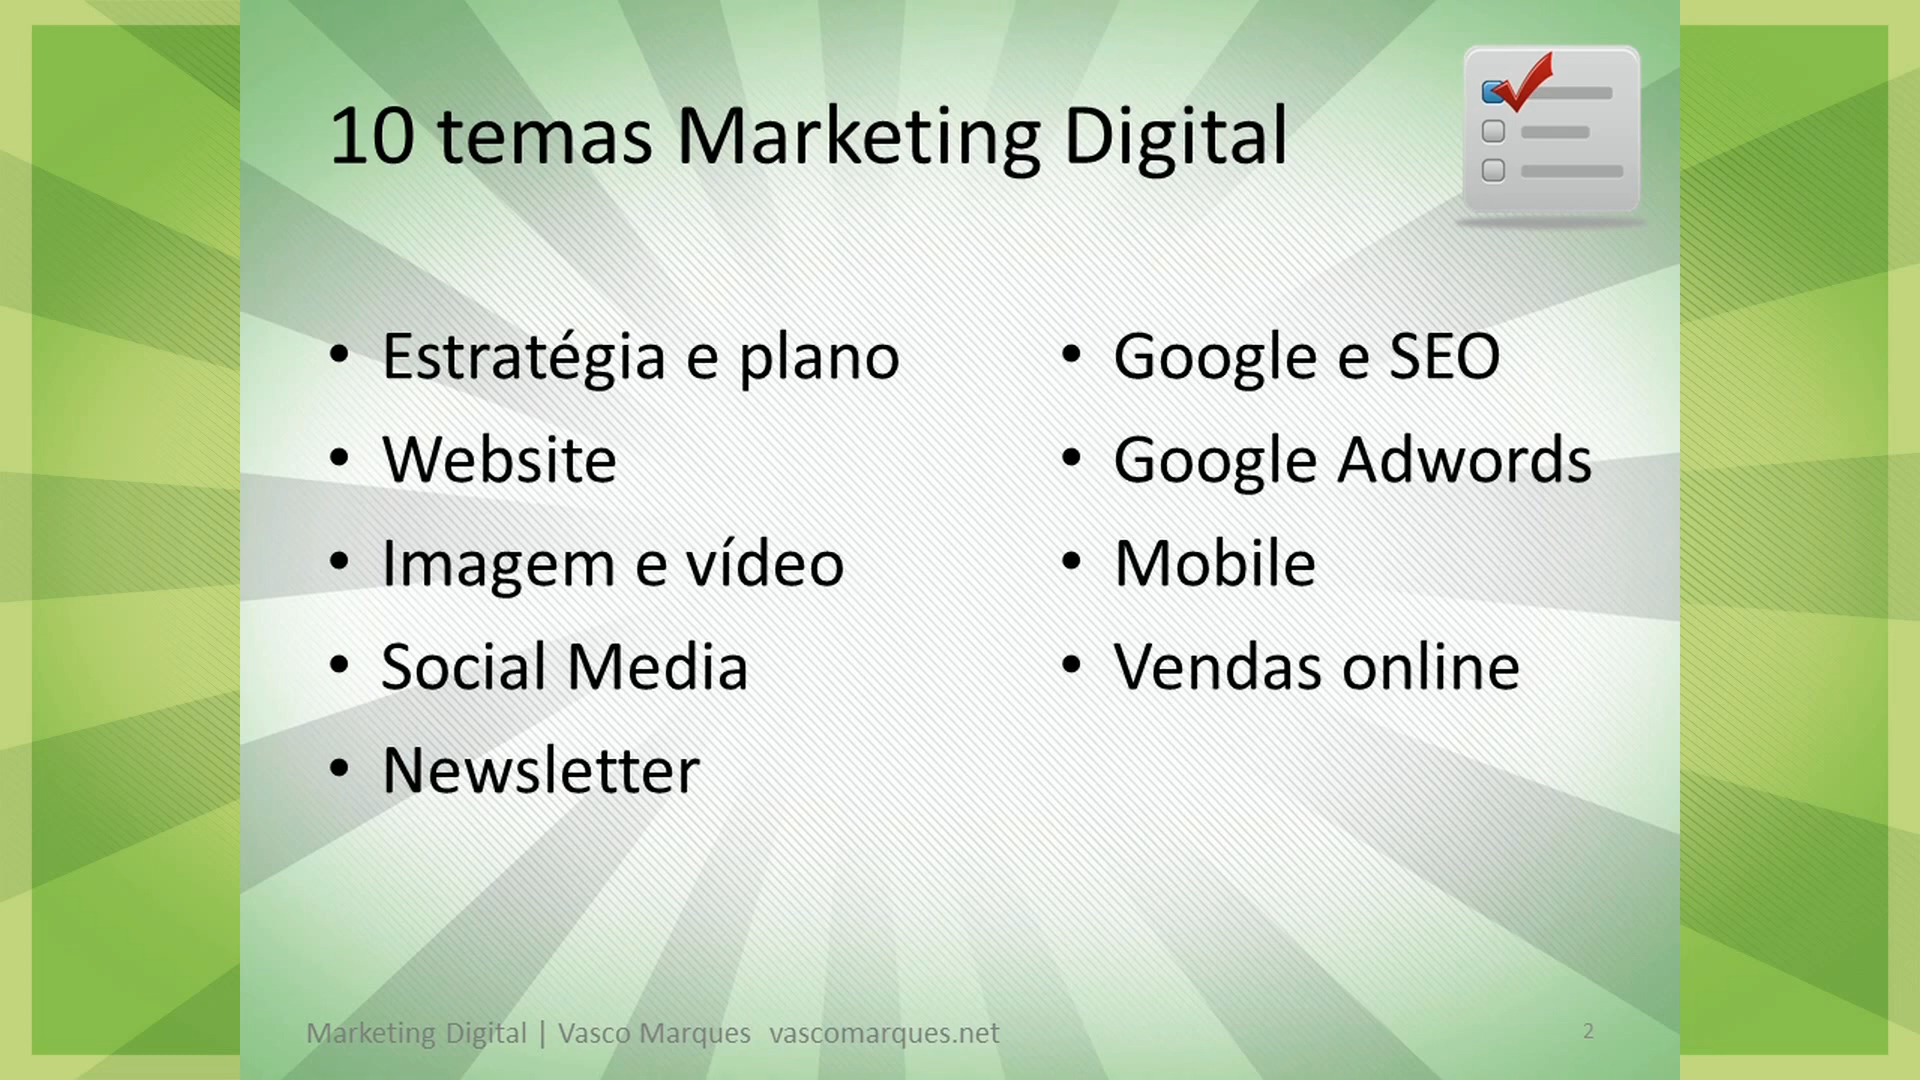 10 temas Marketing Digital
• Estratégia e plano
• Website
• Imagem e vídeo
• Social Media
• Newsletter
• Google e SEO
• Google Adwords
• Mobile
• Vendas online
Marketing Digital | Vasco Marques vascomarques.net
2